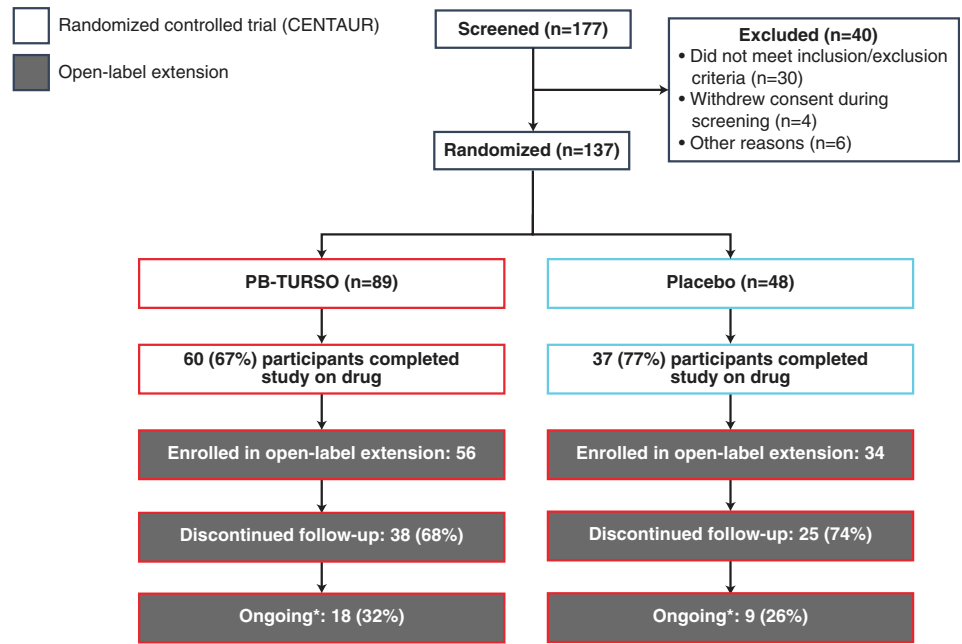 Randomized controlled trial (CENTAUR)
Open-label extension
Screened (n=177)
Excluded (n=40)
• Did not meet inclusion/exclusion
criteria (n=30)
• Withdrew consent during
screening (n=4)
• Other reasons (n=6)
Randomized (n=137)
PB-TURSO (n=89)
Placebo (n=48)
60 (67%) participants completed
study on drug
37 (77%) participants completed
study on drug
Enrolled in open-label extension: 56
Enrolled in open-label extension: 34
Discontinued follow-up: 38 (68%)
Discontinued follow-up: 25 (74%)
Ongoing*: 18 (32%)
Ongoing*: 9 (26%)